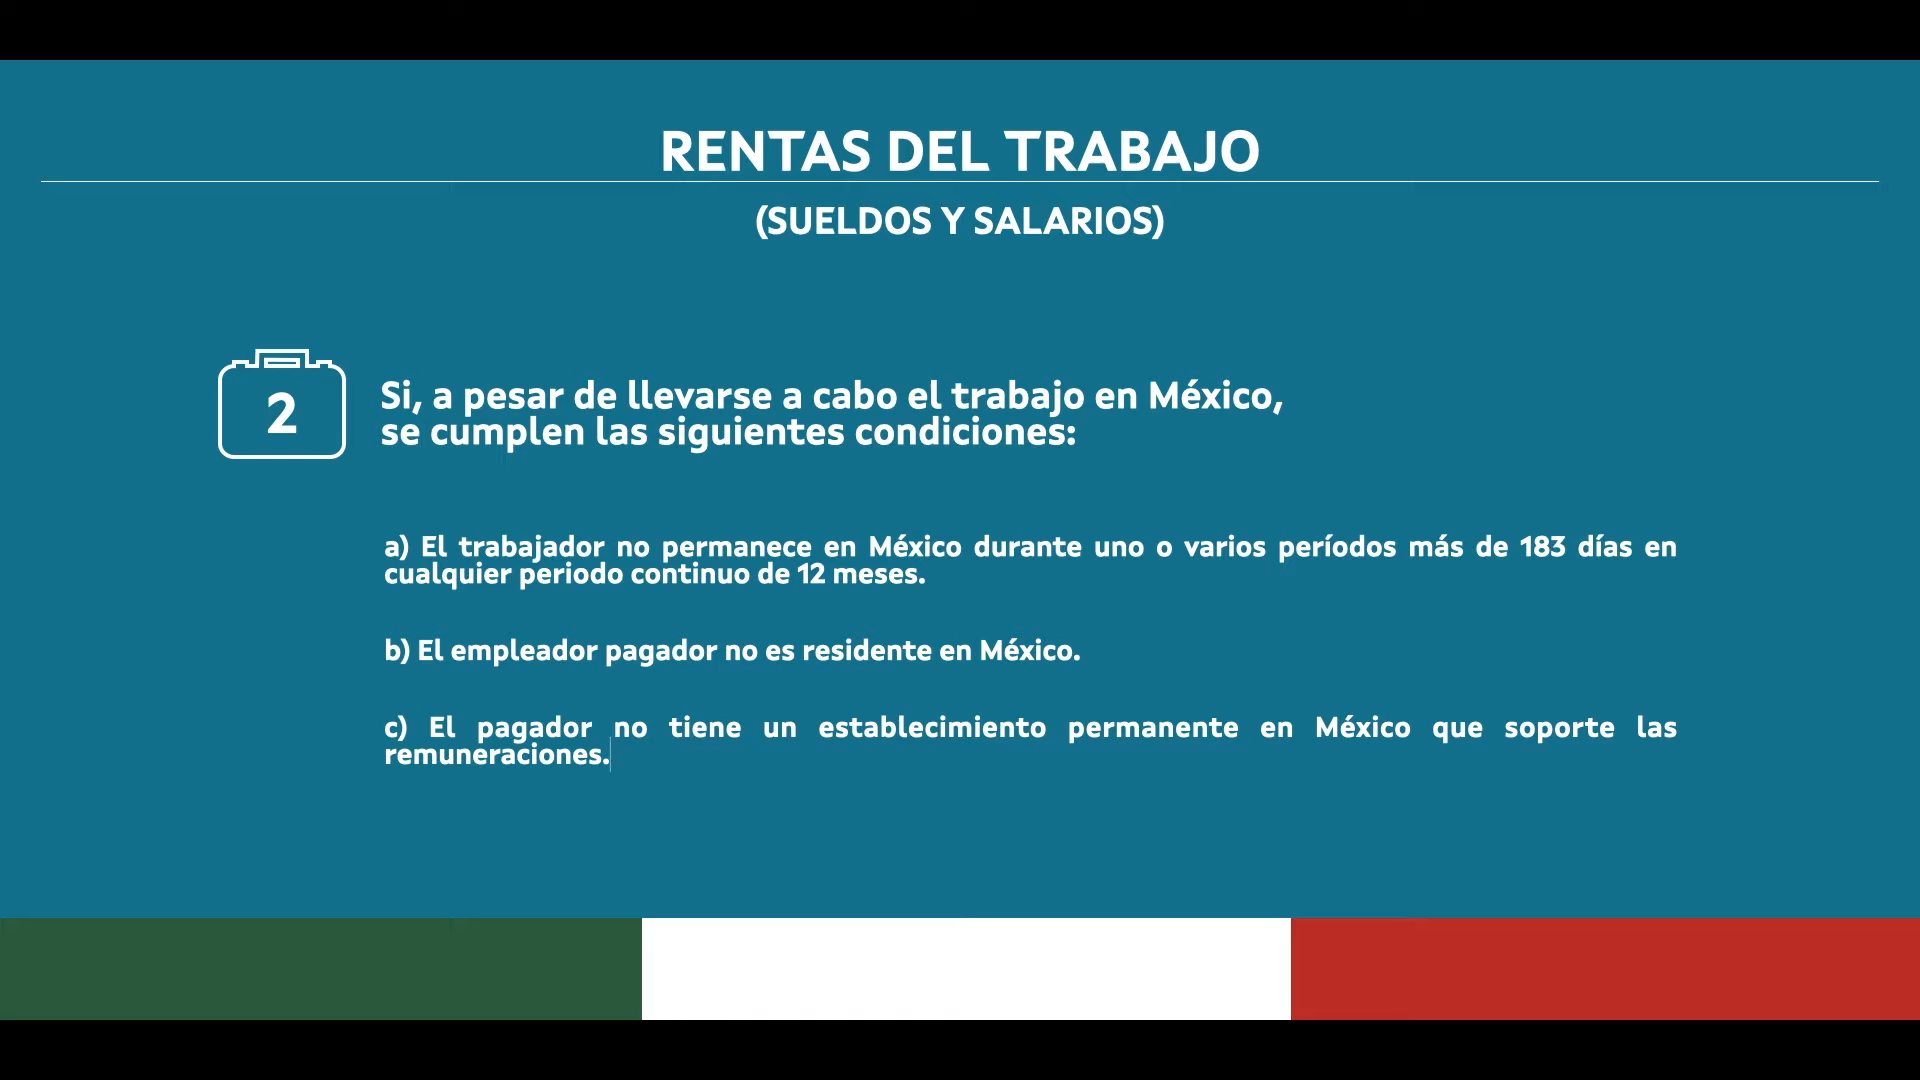 RENTAS DEL TRABAJO
(SUELDOS Y SALARIOS)
2
Si, a pesar de llevarse a cabo el trabajo en México,
se cumplen las siguientes condiciones:
a) El trabajador no permanece en México durante uno o varios períodos más de 183 días en
cualquier periodo continuo de 12 meses.
b) El empleador pagador no es residente en México.
c) El pagador no tiene un establecimiento permanente en México que soporte las
remuneraciones.